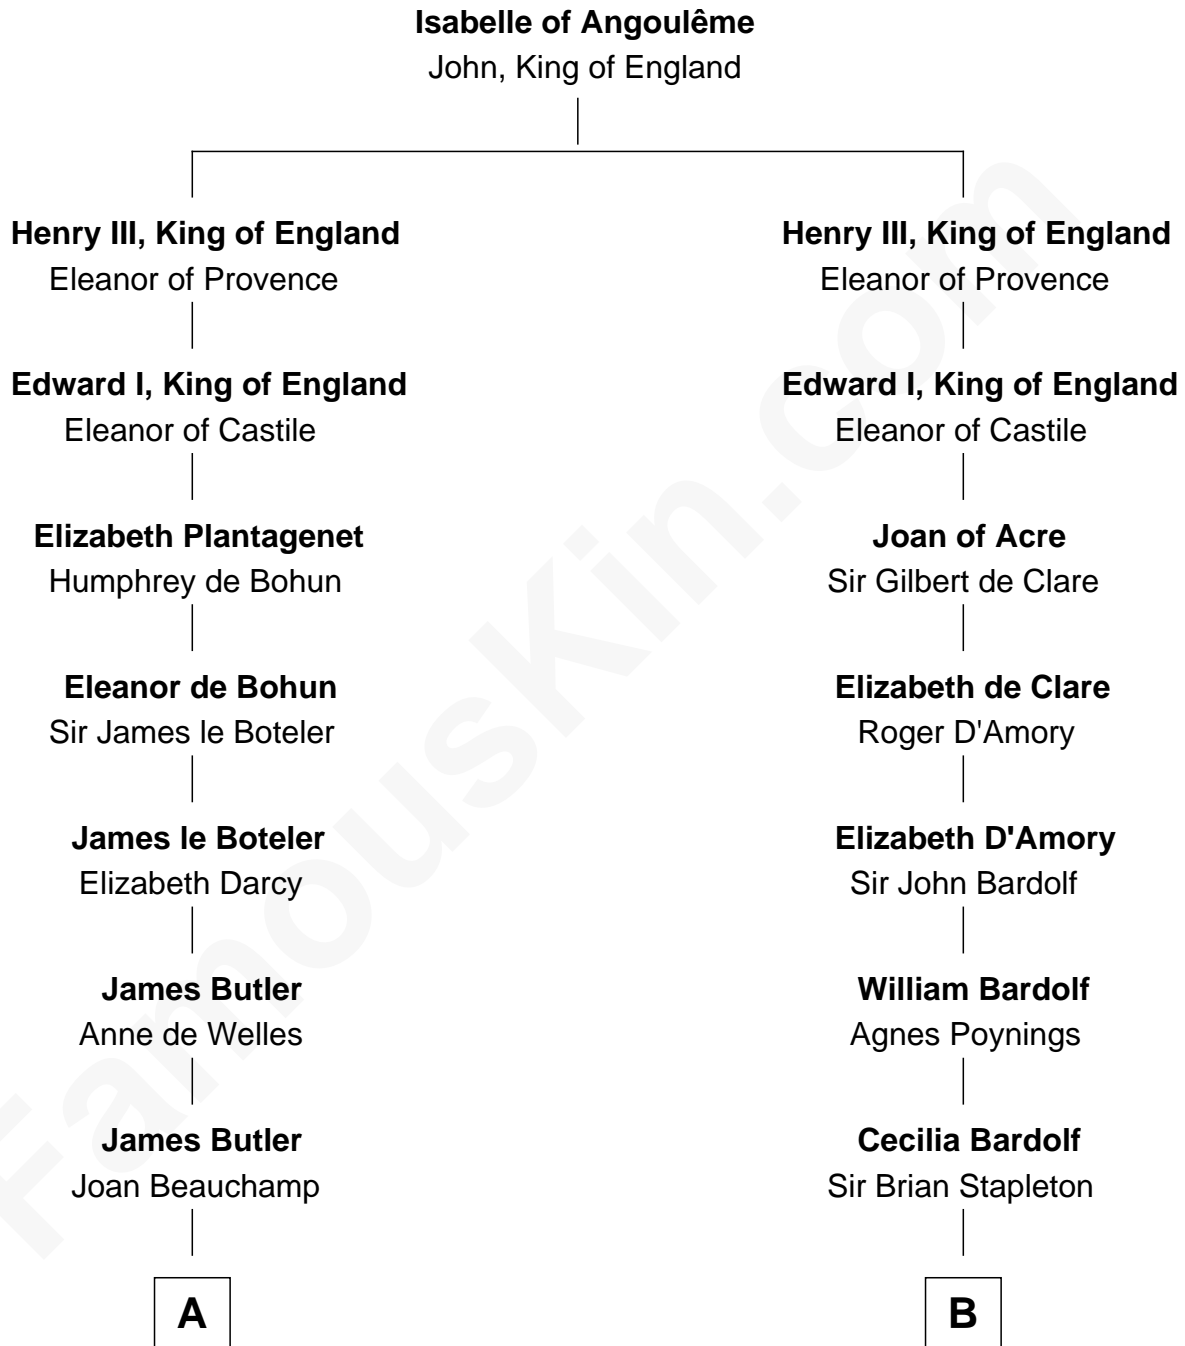 Isabelle of Angoulême
John, King of England
Henry III, King of England
Eleanor of Provence
Henry III, King of England
Eleanor of Provence
Edward I, King of England
Eleanor of Castile
Edward I, King of England
Eleanor of Castile
Elizabeth Plantagenet
Humphrey de Bohun
Joan of Acre
Sir Gilbert de Clare
Eleanor de Bohun
Sir James le Boteler
Elizabeth de Clare
Roger D'Amory
James le Boteler
Elizabeth Darcy
Elizabeth D'Amory
Sir John Bardolf
James Butler
Anne de Welles
William Bardolf
Agnes Poynings
James Butler
Joan Beauchamp
Cecilia Bardolf
Sir Brian Stapleton
A
B
FamousKin.com